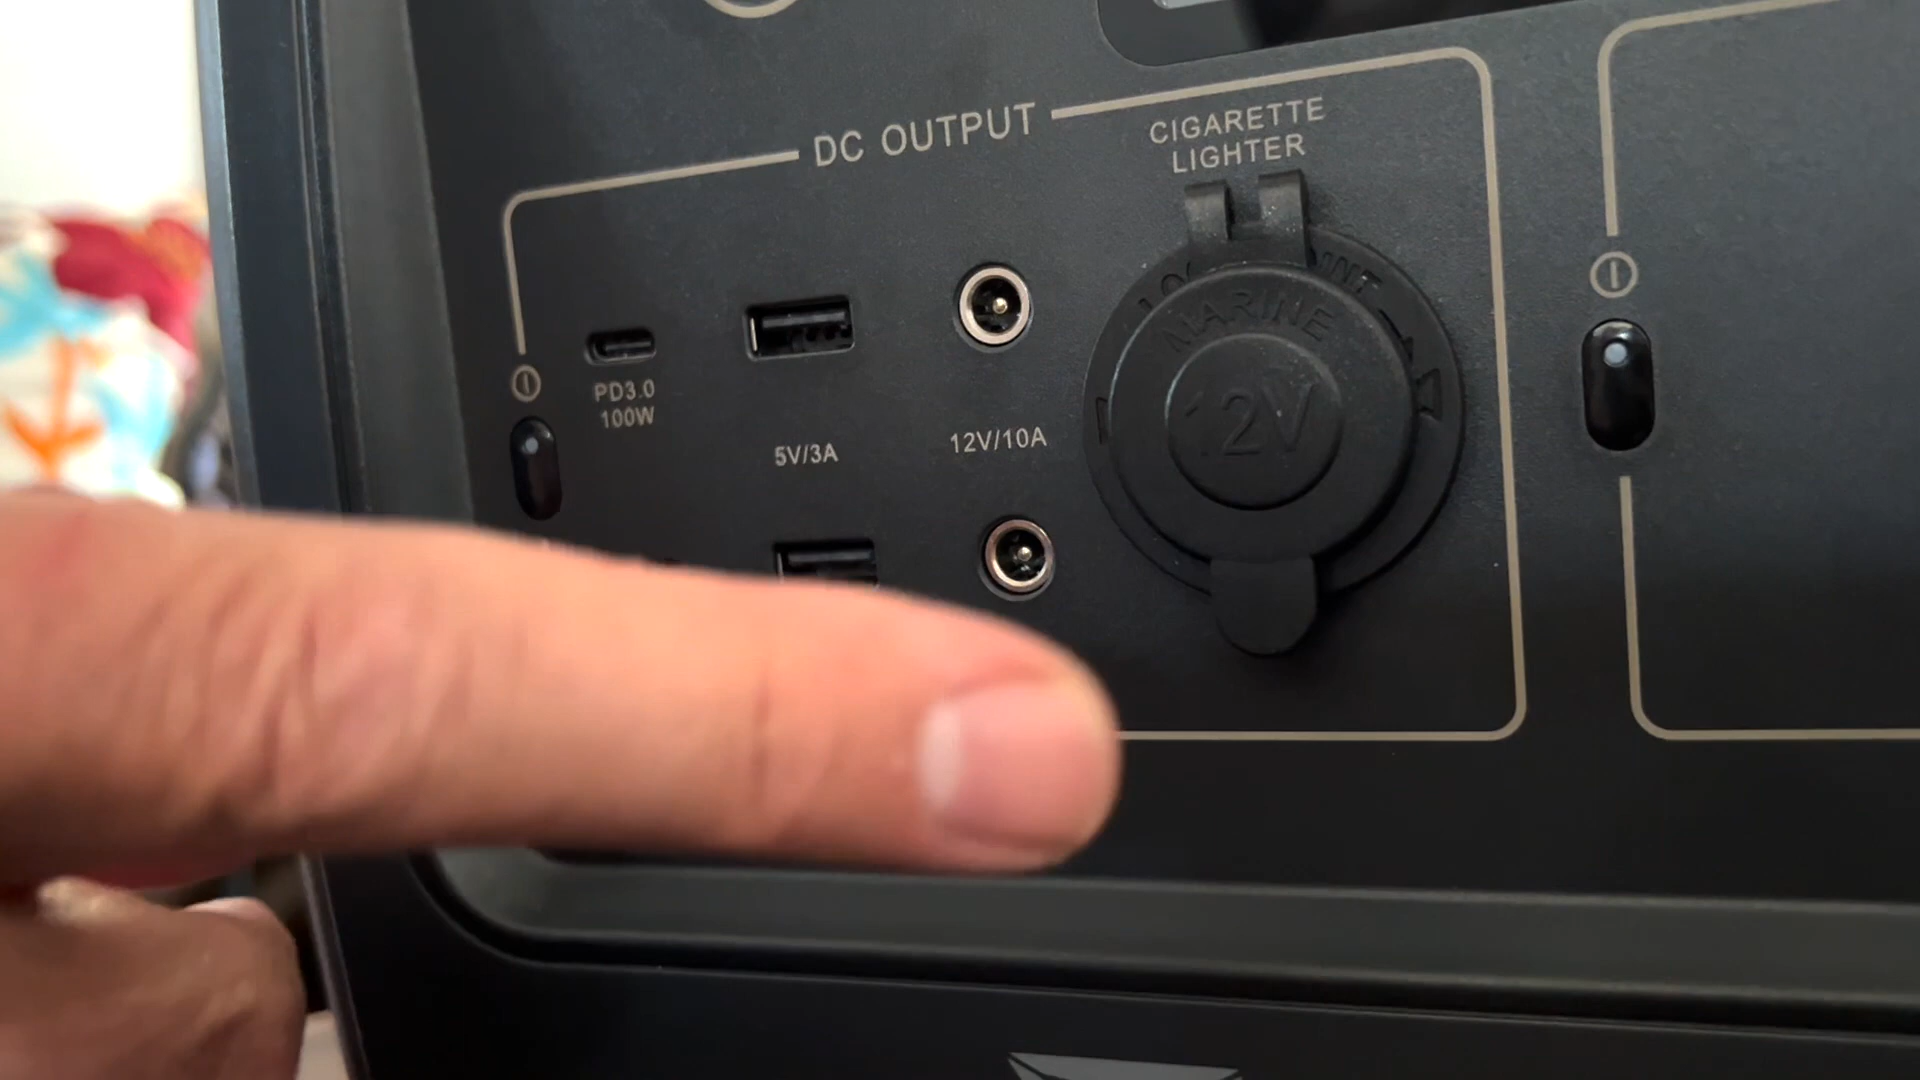 DC OUTPUT
CIGARETTE
LIGHTER
PD3.0
100W
5V/3A
12V/10A
MARINE
12V